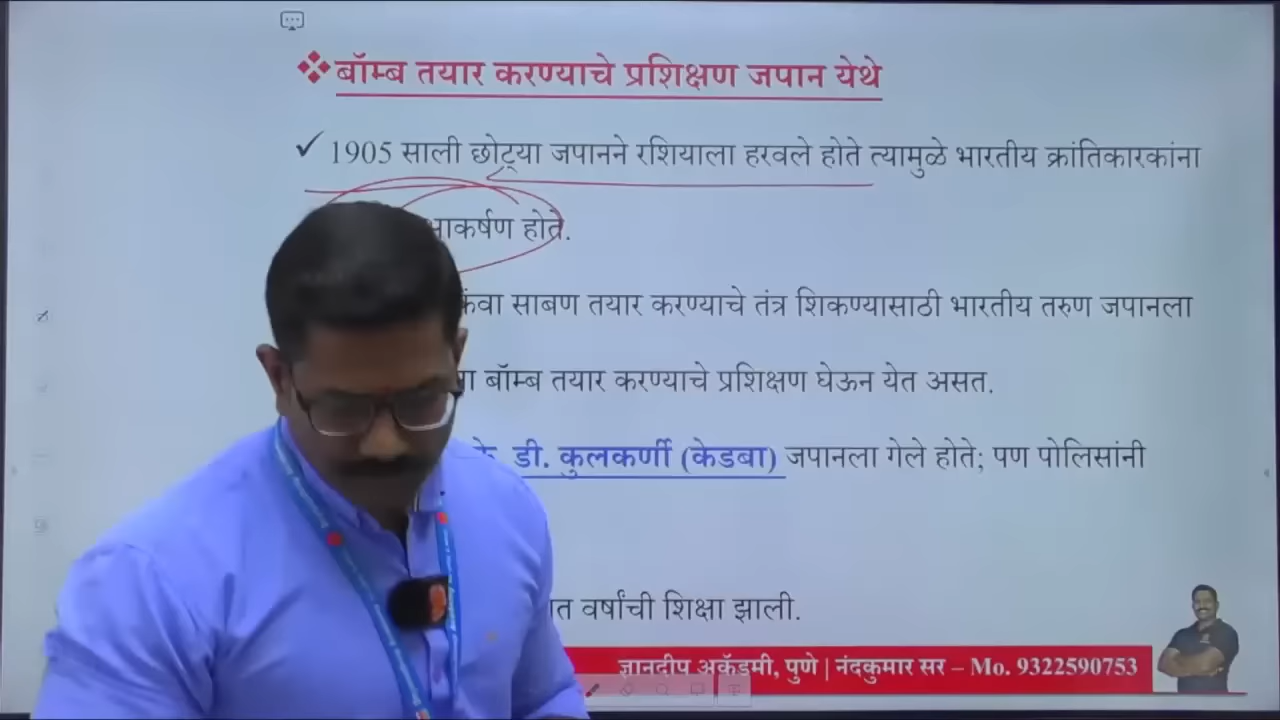 बॉम्ब तयार करण्याचे प्रशिक्षण जपान येथे
1905 साली छोट्या जपानने रशियाला हरवले होते त्यामुळे भारतीय क्रांतिकारकांना
होते.
साबण तयार करण्याचे तंत्र शिकण्यासाठी भारतीय तरुण जपानला
बॉम्ब तयार करण्याचे प्रशिक्षण घेऊन येत असत.
डी. कुलकर्णी (केडबा) जपानला गेले होते; पण पोलिसांनी
वर्षांची शिक्षा झाली.
ज्ञानदीप अकॅडमी, पुणे | नंदकुमार सर – Mo. 9322590753